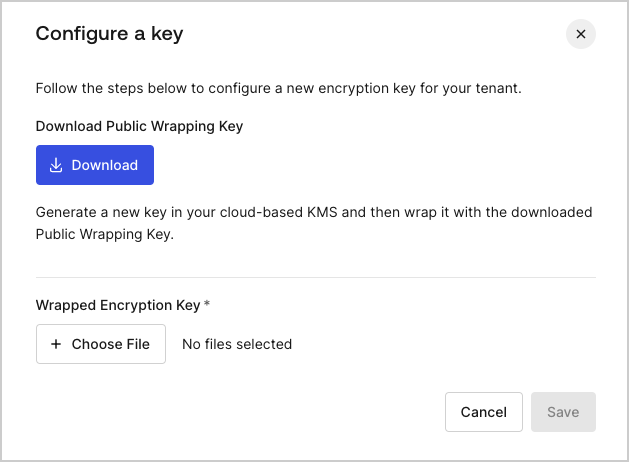 Configure a key
Follow the steps below to configure a new encryption key for your tenant.
Download Public Wrapping Key
Download
Generate a new key in your cloud-based KMS and then wrap it with the downloaded
Public Wrapping Key.
Wrapped Encryption Key *
+ Choose File No files selected
Cancel Save